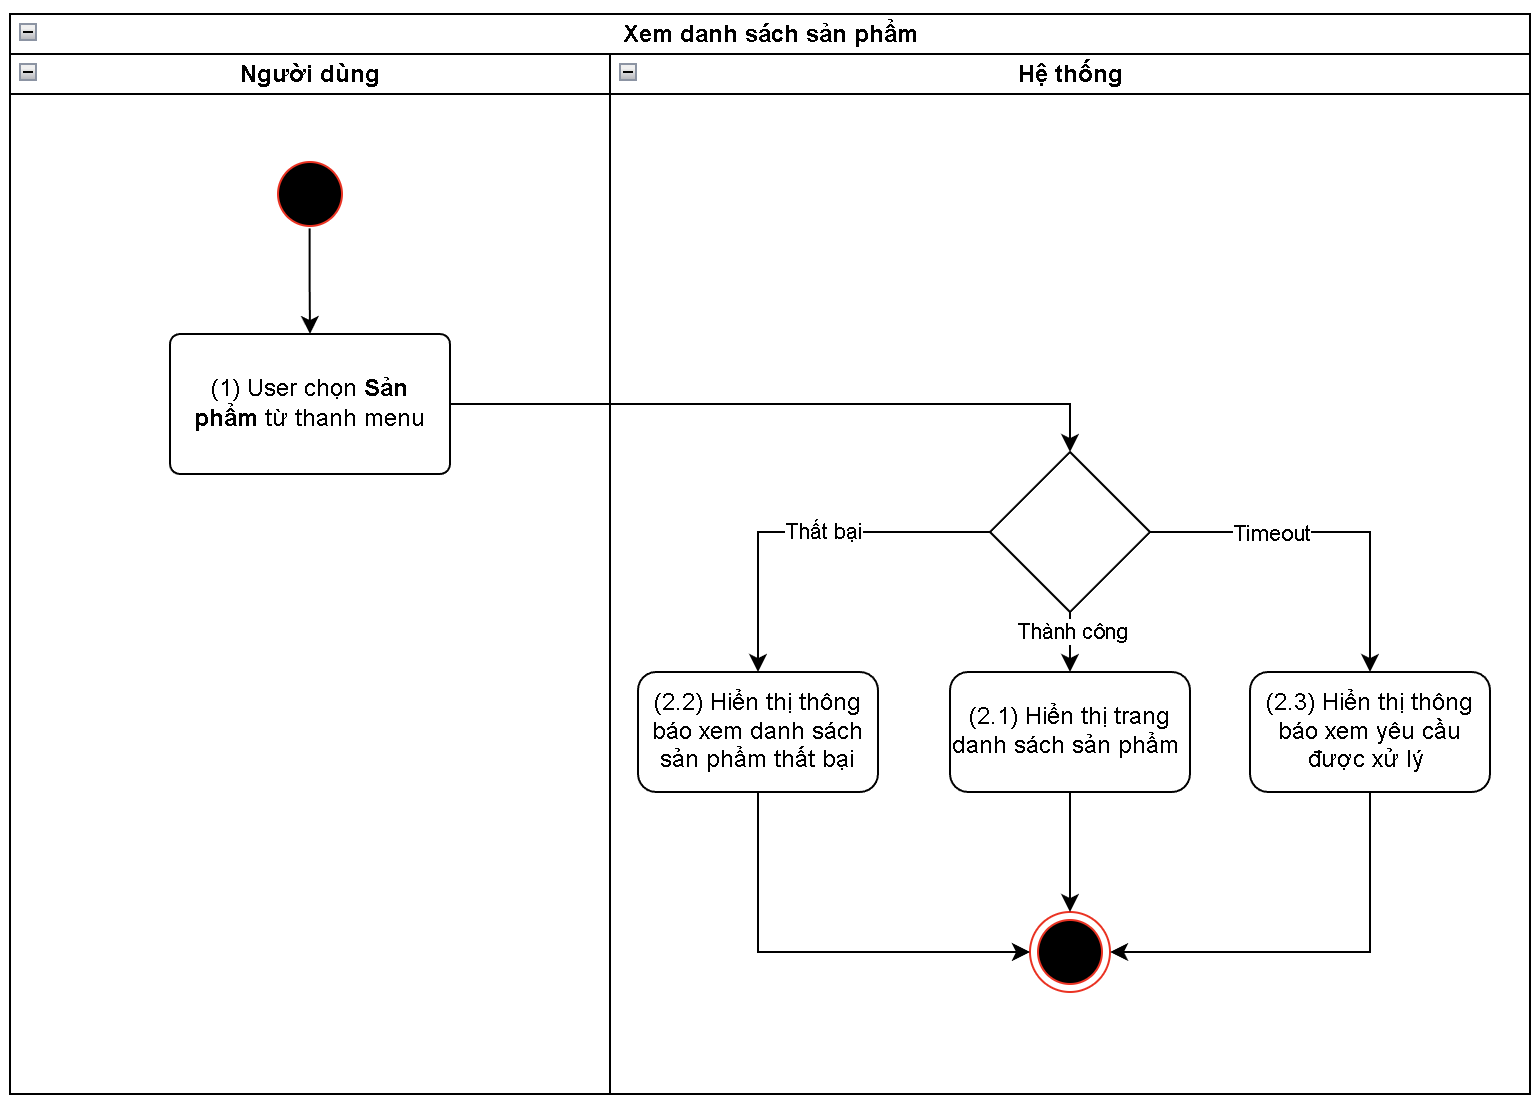 Xem danh sách sản phẩm
Người dùng
Hệ thống
(1) User chọn Sản
phẩm từ thanh menu
Thất bại
Timeout
Thành công
(2.2) Hiển thị thông
báo xem danh sách
sản phẩm thất bại
(2.1) Hiển thị trang
danh sách sản phẩm
(2.3) Hiển thị thông
báo xem yêu cầu
được xử lý